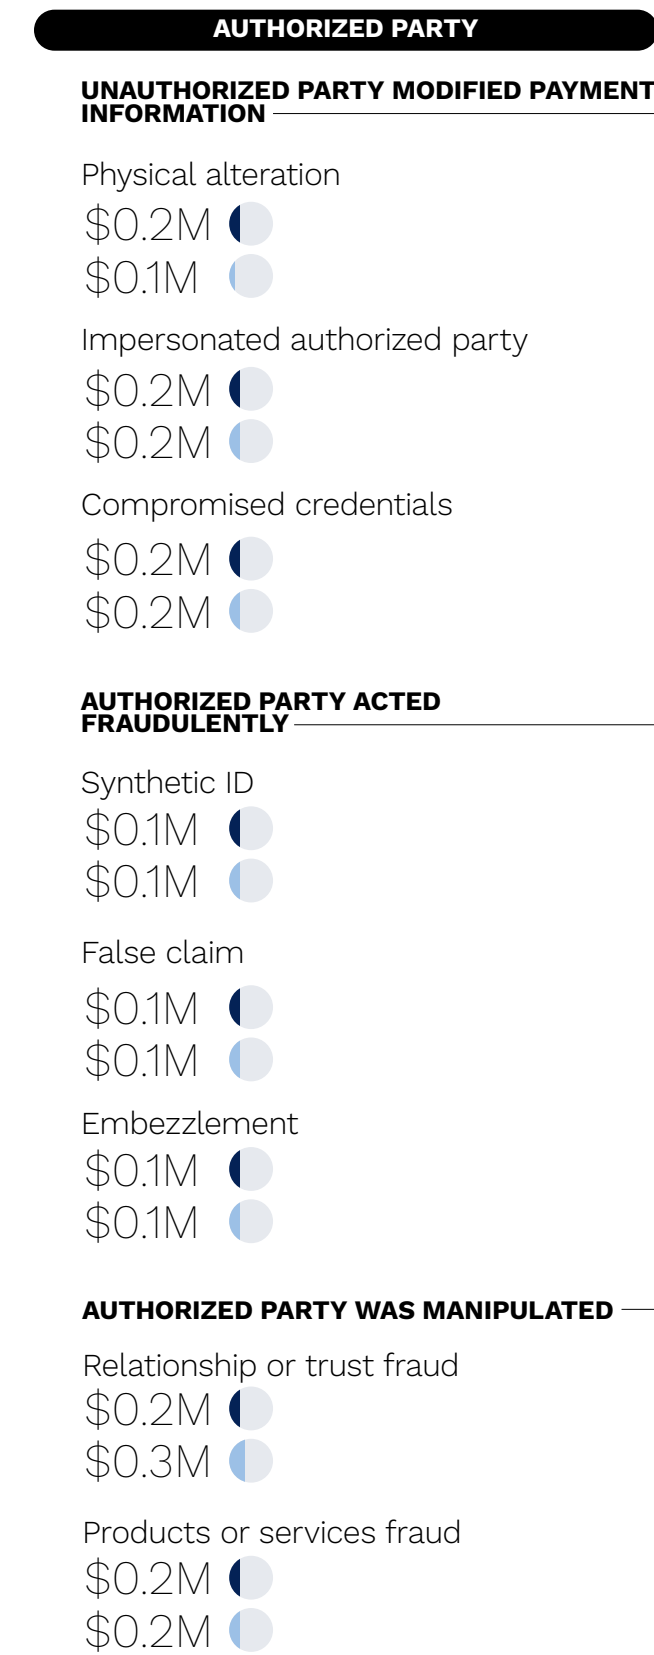 AUTHORIZED PARTY
UNAUTHORIZED PARTY MODIFIED PAYMENT
INFORMATION
Physical alteration
$0.2M
$0.1M
Impersonated authorized party
$0.2M
$0.2M
Compromised credentials
$0.2M
$0.2M
AUTHORIZED PARTY ACTED
FRAUDULENTLY
Synthetic ID
$0.1M
$0.1M
False claim
$0.1M
$0.1M
Embezzlement
$0.1M
$0.1M
AUTHORIZED PARTY WAS MANIPULATED
Relationship or trust fraud
$0.2M
$0.3M
Products or services fraud
$0.2M
$0.2M